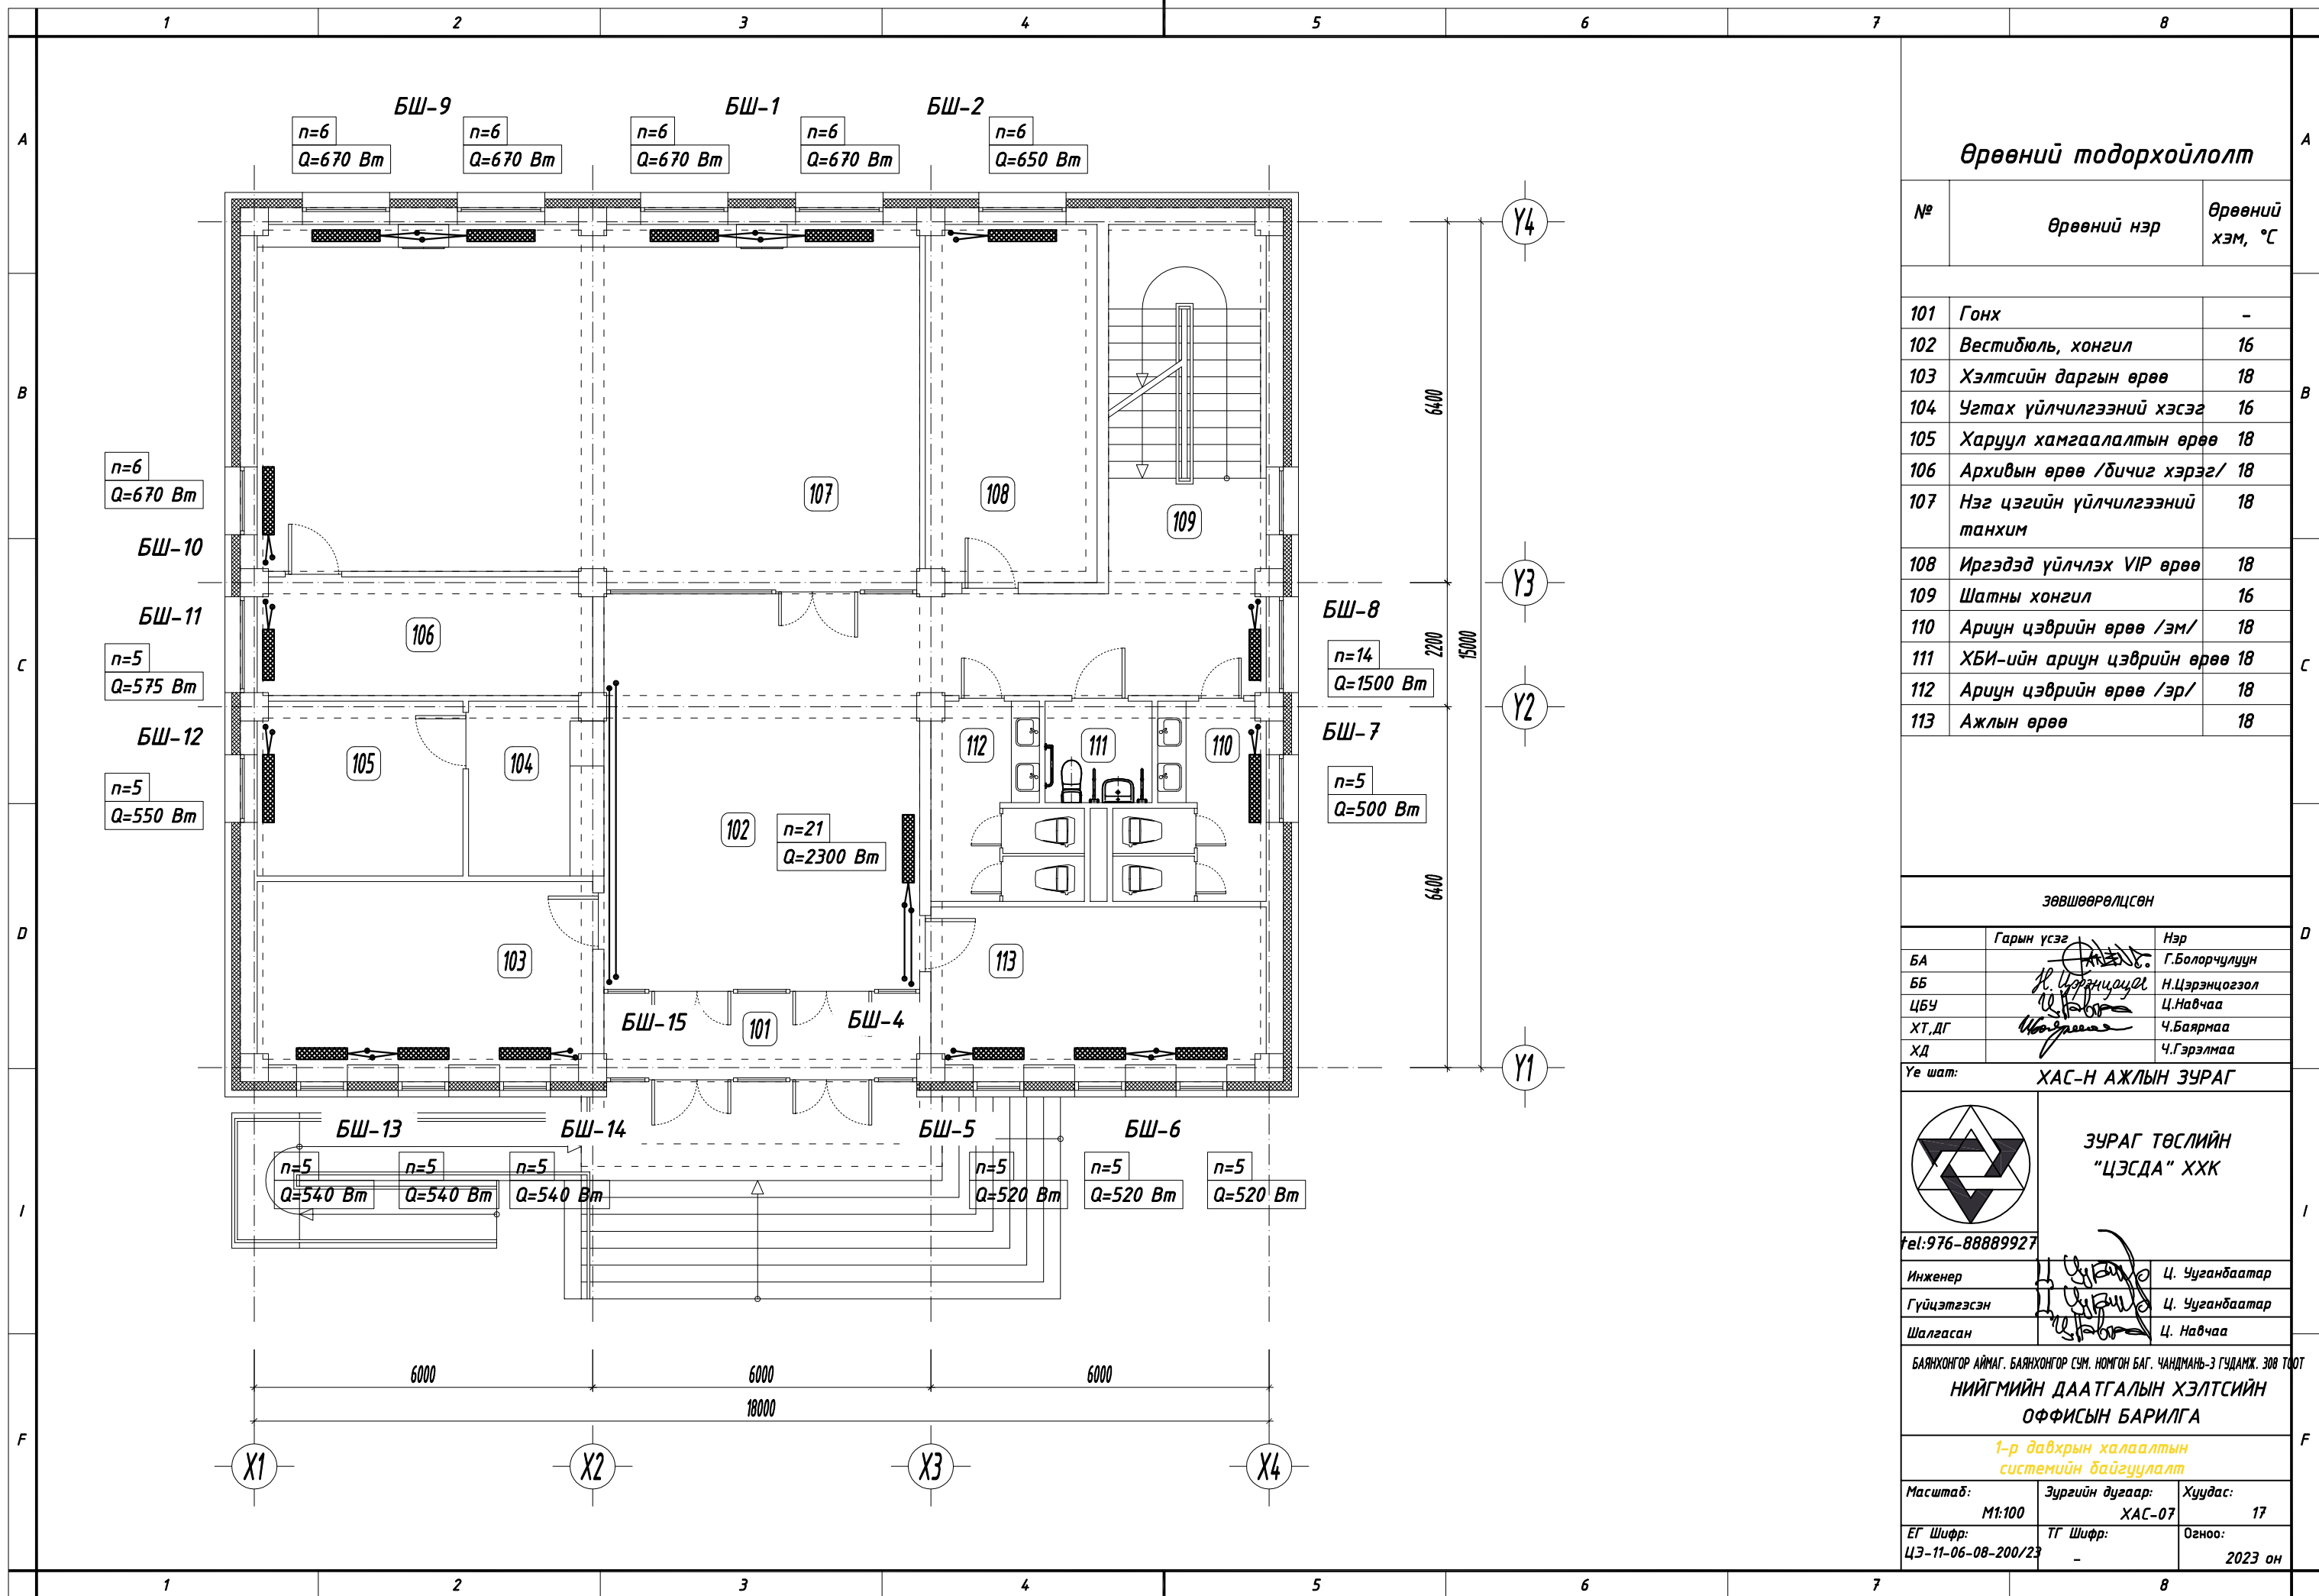 1 2 3 4 5 6 7 8
БШ-9 БШ-1 БШ-2
n=6 n=6 n=6 n=6 n=6
Q=670 Вт Q=670 Вт Q=670 Вт Q=670 Вт Q=650 Вт
A A
B B
C C
D D
I I
F F
Y4
107 108 109
n=6
Q=670 Вт
БШ-10
6400
Y3
БШ-11
106
БШ-8
n=5
Q=575 Вт
n=14
Q=1500 Вт
2200
15000
Y2
БШ-12
БШ-7
105 104 112 111 110
n=5
Q=550 Вт
n=5
Q=500 Вт
102
n=21
Q=2300 Вт
6400
103 113
БШ-15 101 БШ-4
Y1
БШ-13 БШ-14 БШ-5 БШ-6
n=5 n=5 n=5 n=5 n=5 n=5
Q=540 Вт Q=540 Вт Q=540 Вт Q=520 Вт Q=520 Вт Q=520 Вт
6000 6000 6000
18000
X1 X2 X3 X4
Өрөөний тодорхойлолт
№ Өрөөний нэр Өрөөний
хэм, °C
101 Гонх -
102 Вестибюль, хонгил 16
103 Хэлтсийн даргын өрөө 18
104 Угтах үйлчилгээний хэсэг 16
105 Харуул хамгаалалтын өрөө 18
106 Архивын өрөө /бичиг хэрэг/ 18
107 Нэг цэгийн үйлчилгээний 18
танхим
108 Иргэдэд үйлчлэх VIP өрөө 18
109 Шатны хонгил 16
110 Ариун цэврийн өрөө /эм/ 18
111 ХБИ-ийн ариун цэврийн өрөө 18
112 Ариун цэврийн өрөө /эр/ 18
113 Ажлын өрөө 18
ЗӨВШӨӨРӨЛЦСӨН
Гарын үсэг Нэр
БА Г.Болорчулуун
ББ Н.Цэрэнцогзол
ЦБУ Ц.Навчаа
ХТ,ДГ Ч.Баярмаа
ХД Ч.Гэрэлмаа
Үе шат: ХАС-Н АЖЛЫН ЗУРАГ
ЗУРАГ ТӨСЛИЙН
"ЦЭСДА" ХХК
tel:976-88889927
Инженер Ц. Ууганбаатар
Гүйцэтгэсэн Ц. Ууганбаатар
Шалгасан Ц. Навчаа
БАЯНХОНГОР АЙМАГ. БАЯНХОНГОР СУМ. НОМГОН БАГ. ЧАНДМАНЬ-3 ГУДАМЖ. 308 ТООТ
НИЙГМИЙН ДААТГАЛЫН ХЭЛТСИЙН
ОФФИСЫН БАРИЛГА
1-р давхрын халаалтын
системийн байгуулалт
Масштаб: Зургийн дугаар: Хуудас:
М1:100 ХАС-07 17
ЕГ Шифр: ТГ Шифр: Огноо:
ЦЭ-11-06-08-200/23 - 2023 он
1 2 3 4 5 6 7 8